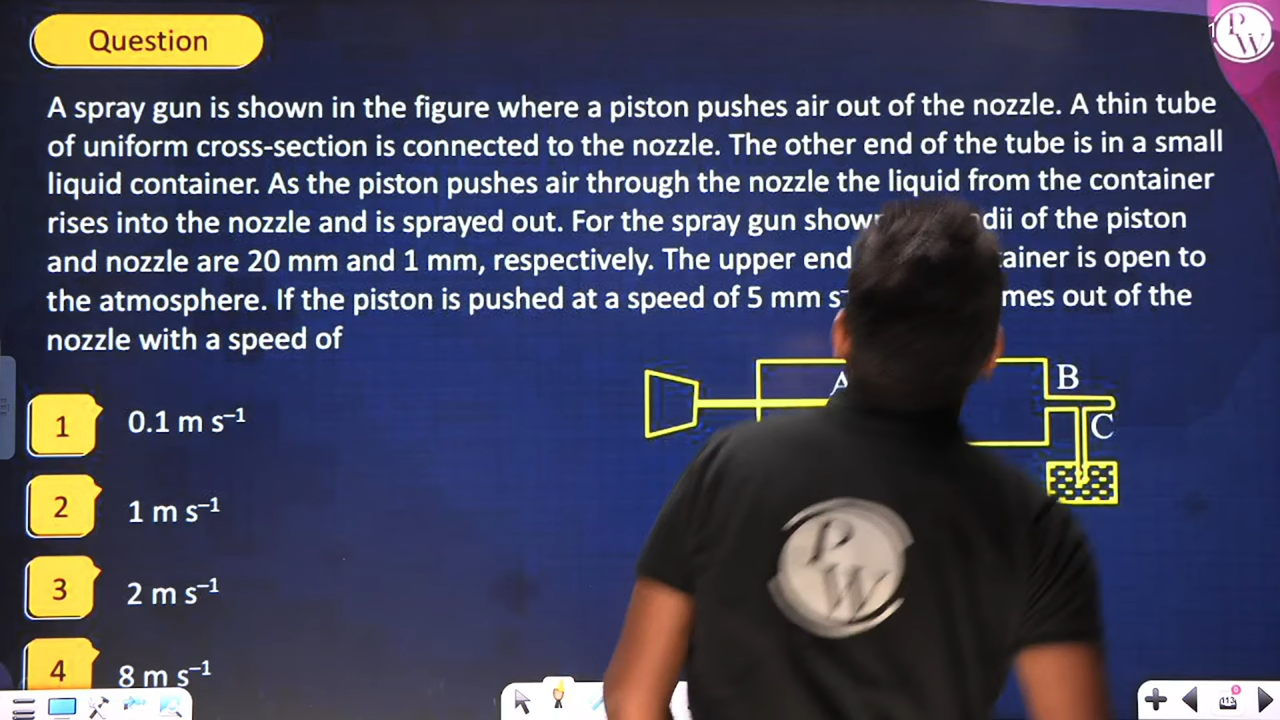 Question
A spray gun is shown in the figure where a piston pushes air out of the nozzle. A thin tube
of uniform cross-section is connected to the nozzle. The other end of the tube is in a small
liquid container. As the piston pushes air through the nozzle the liquid from the container
rises into the nozzle and is sprayed out. For the spray gun of the piston
and nozzle are 20 mm and 1 mm, respectively. The upper end is open to
the atmosphere. If the piston is pushed at a speed of 5 mm out of the
nozzle with a speed of
A B
C
1 0.1 m s⁻¹
2 1 m s⁻¹
3 2 m s⁻¹
4 8 m s⁻¹
PW
PW